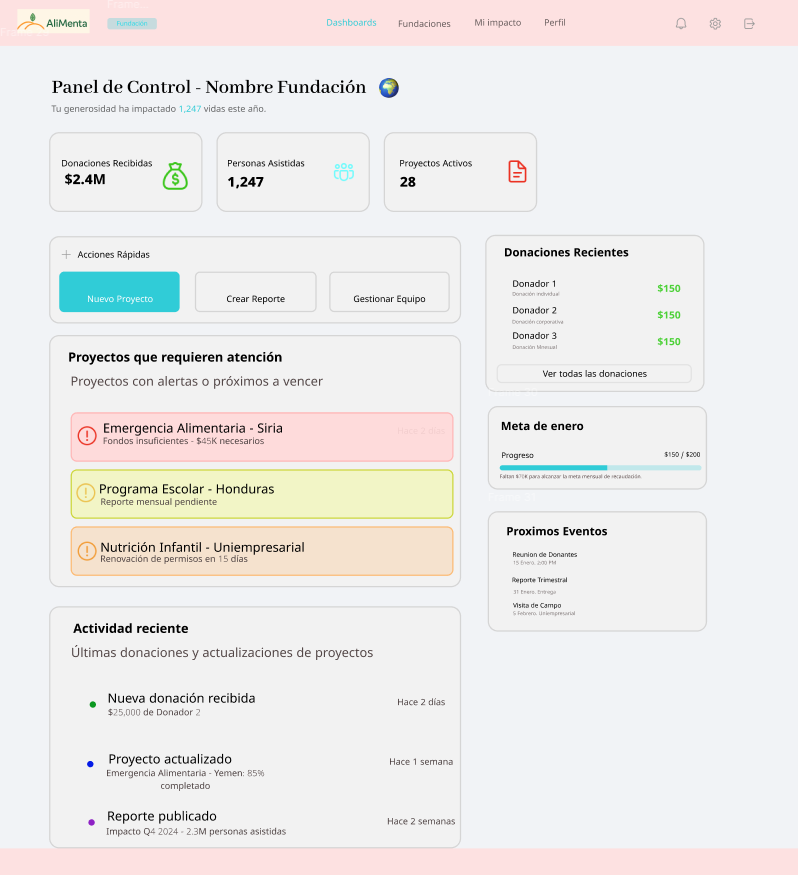 AliMenta
Frame...
Fundación
Dashboards
Fundaciones
Mi impacto
Perfil
Panel de Control - Nombre Fundación
Tu generosidad ha impactado 1,247 vidas este año.
Donaciones Recibidas
$2.4M
Personas Asistidas
1,247
Proyectos Activos
28
Acciones Rápidas
Nuevo Proyecto
Crear Reporte
Gestionar Equipo
Proyectos que requieren atención
Proyectos con alertas o próximos a vencer
Emergencia Alimentaria - Siria
Hace 2 días
Fondos insuficientes - $45K necesarios
Programa Escolar - Honduras
Reporte mensual pendiente
Nutrición Infantil - Uniempresarial
Renovación de permisos en 15 días
Actividad reciente
Últimas donaciones y actualizaciones de proyectos
Nueva donación recibida
Hace 2 días
$25,000 de Donador 2
Proyecto actualizado
Hace 1 semana
Emergencia Alimentaria - Yemen: 85%
completado
Reporte publicado
Hace 2 semanas
Impacto Q4 2024 - 2.3M personas asistidas
Donaciones Recientes
Donador 1
Donación individual
$150
Donador 2
Donación corporativa
$150
Donador 3
Donación Mnesual
$150
Ver todas las donaciones
Meta de enero
Progreso
$150 / $200
Faltan $70K para alcanzar la meta mensual de recaudación.
Proximos Eventos
Reunion de Donantes
15 Enero, 2:00 PM
Reporte Trimestral
31 Enero, Entrega
Visita de Campo
5 Febrero, Uniempresarial